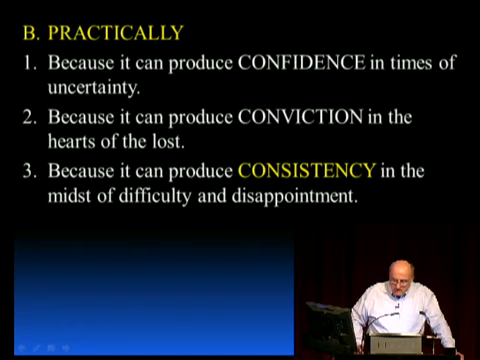 B. PRACTICALLY
1. Because it can produce CONFIDENCE in times of
uncertainty.
2. Because it can produce CONVICTION in the
hearts of the lost.
3. Because it can produce CONSISTENCY in the
midst of difficulty and disappointment.